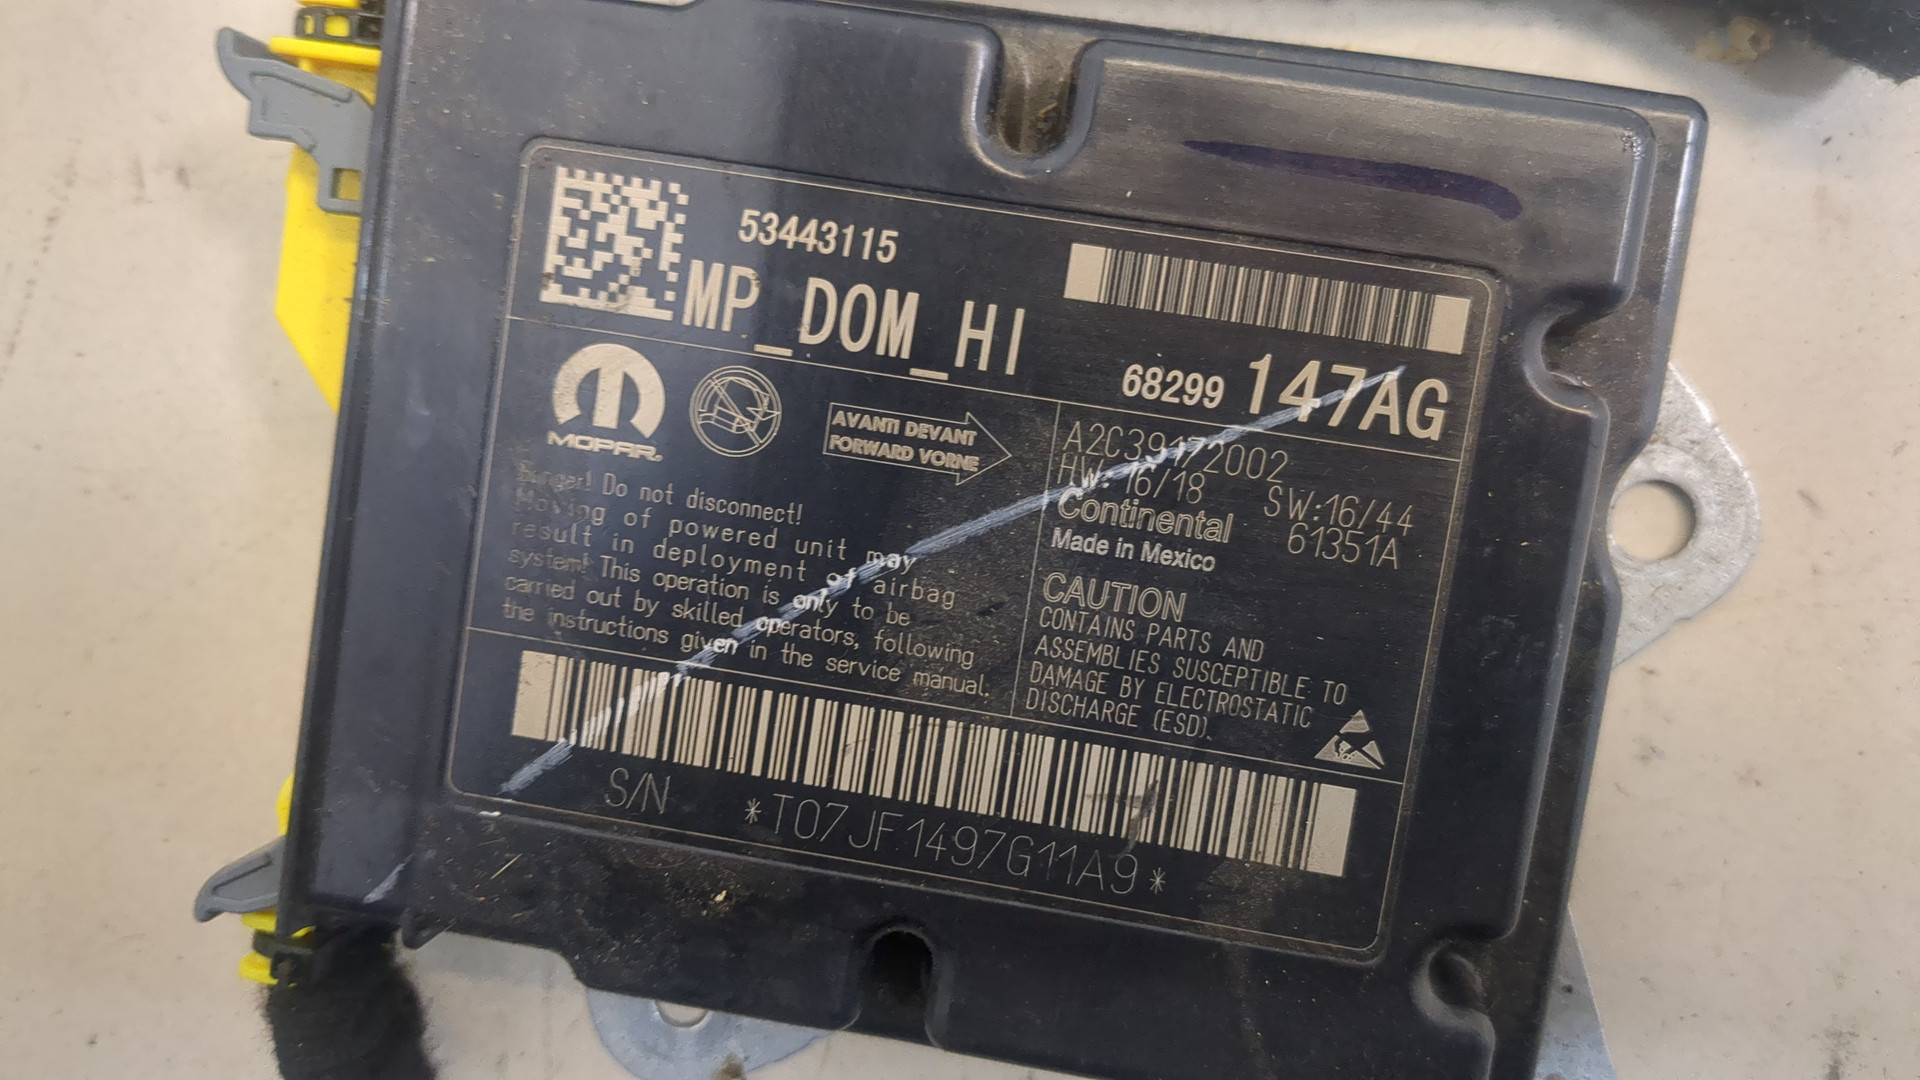 53443115
MP_DOM_HI
68299 147AG
MOPAR®
AVANTI DEVANT
FORWARD VORNE
A2C39172002
HW:16/18 SW:16/44
Continental 61351A
Made in Mexico
Danger! Do not disconnect!
Moving of powered unit may
result in deployment of airbag
system! This operation is only to be
carried out by skilled operators, following
the instructions given in the service manual.
CAUTION
CONTAINS PARTS AND
ASSEMBLIES SUSCEPTIBLE TO
DAMAGE BY ELECTROSTATIC
DISCHARGE (ESD).
S/N *T07JF1497G11A9*